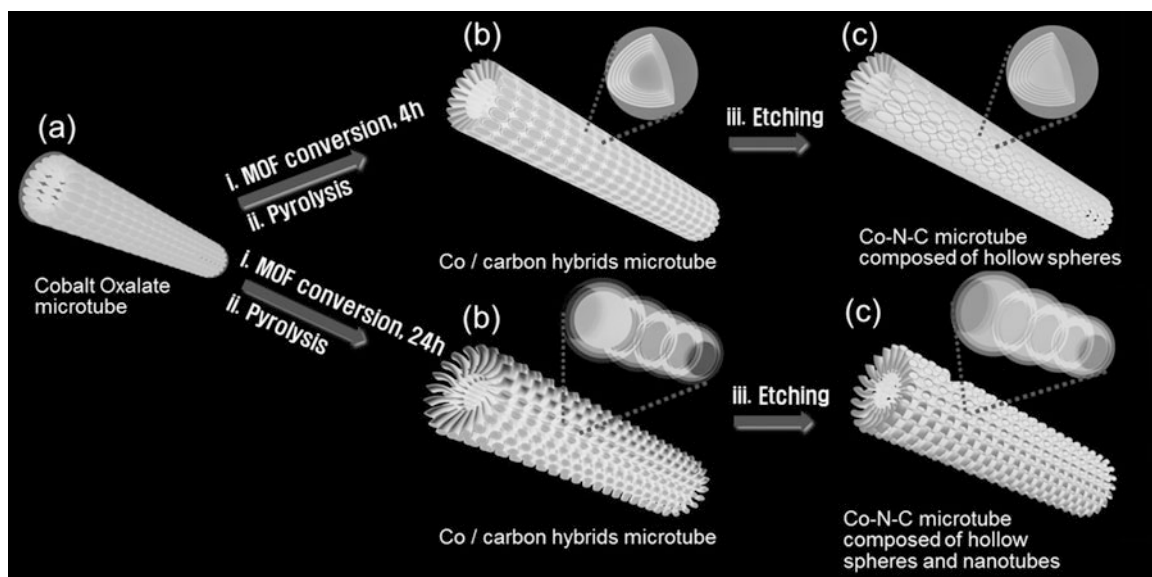 (a)
Cobalt Oxalate
microtube
i. MOF conversion, 4h
ii. Pyrolysis
(b)
Co / carbon hybrids microtube
iii. Etching
(c)
Co-N-C microtube
composed of hollow spheres
i. MOF conversion, 24h
ii. Pyrolysis
(b)
Co / carbon hybrids microtube
iii. Etching
(c)
Co-N-C microtube
composed of hollow
spheres and nanotubes